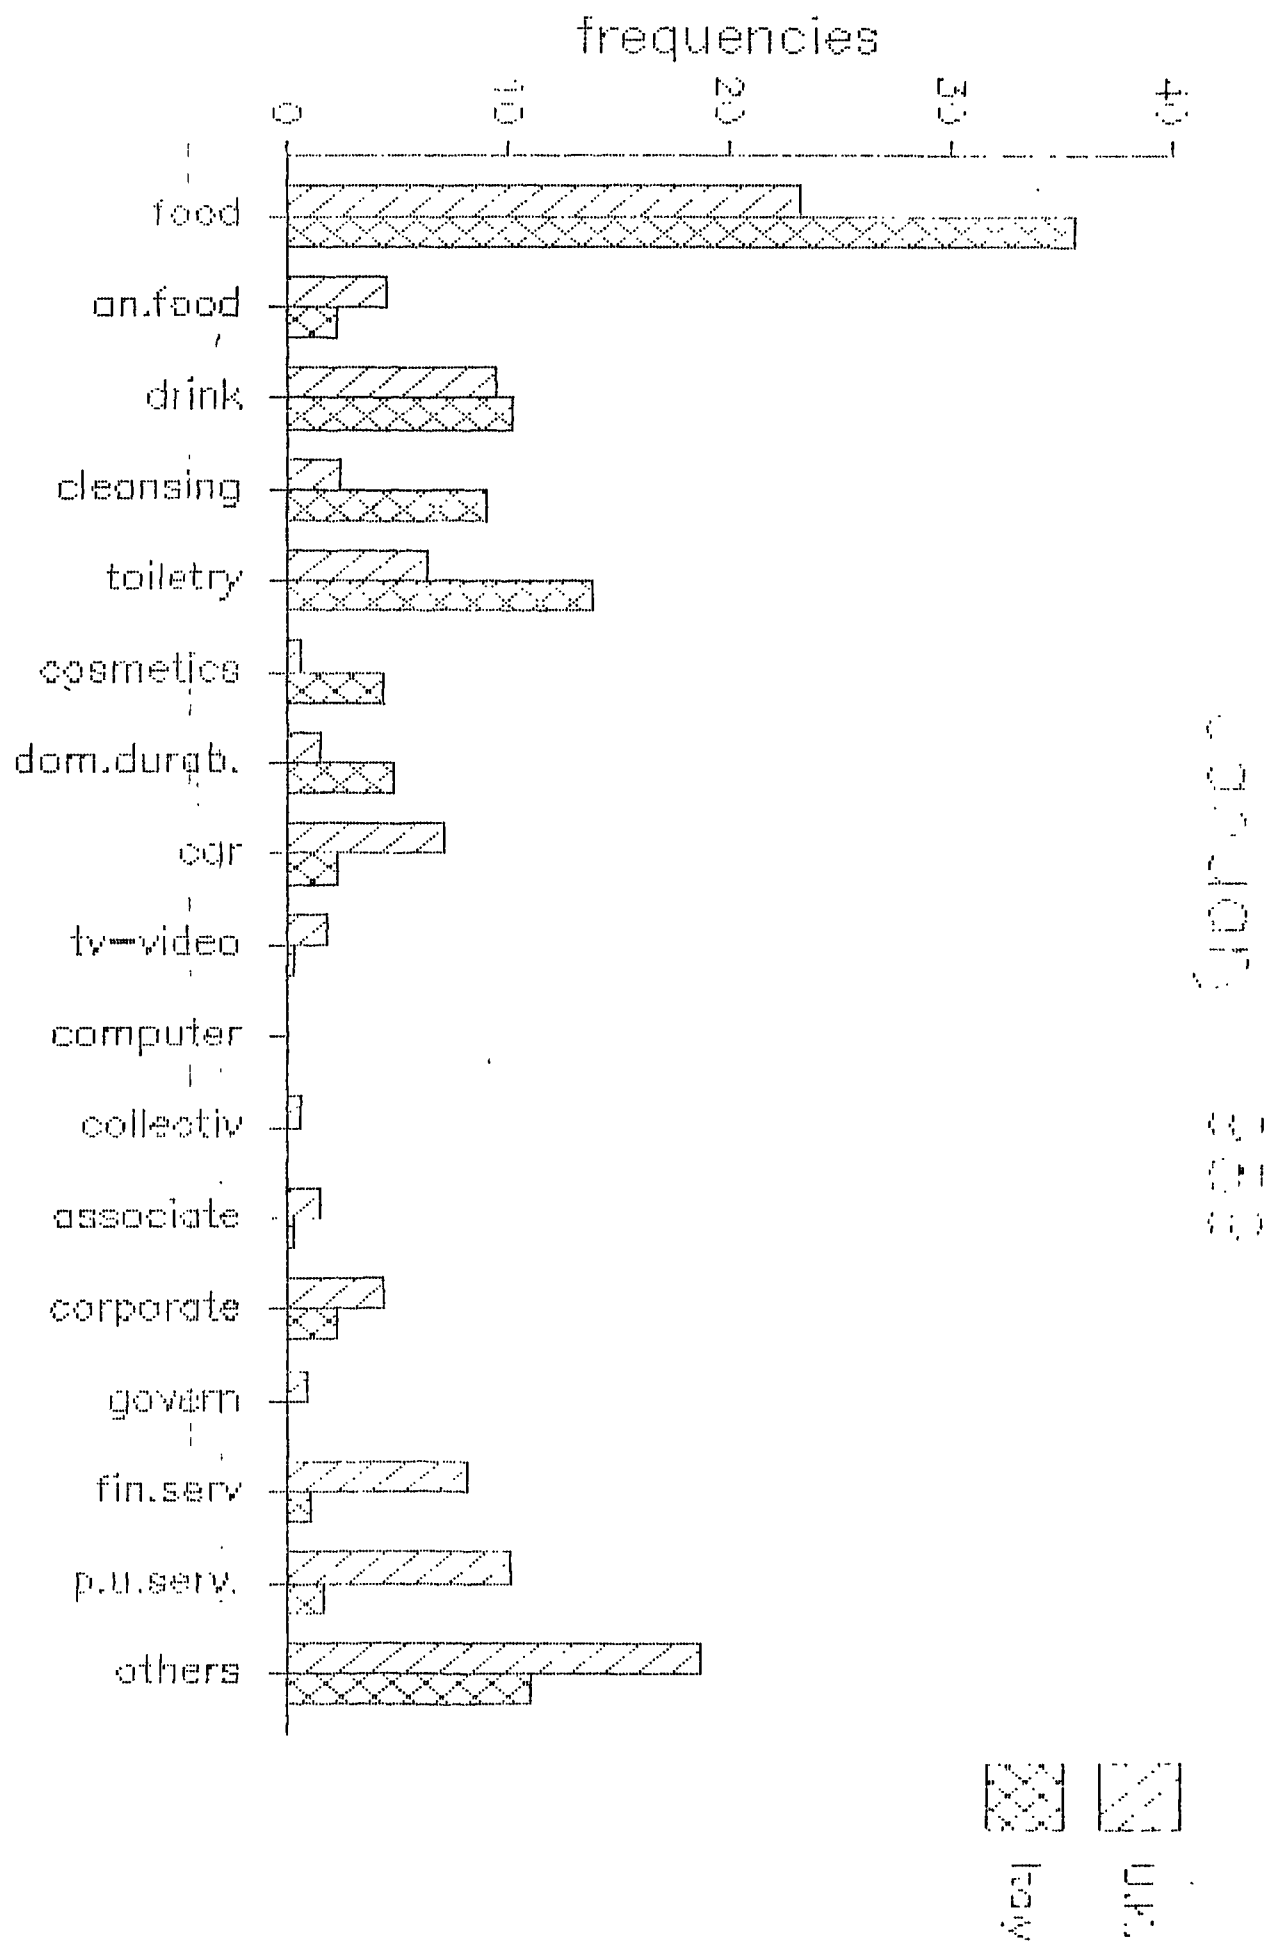 frequencies
0
10
20
30
40
food
an.food
drink
cleansing
toiletry
cosmetics
dom.durab.
car
tv-video
computer
collectiv
associate
corporate
govern
fin.serv
p.u.serv.
others
Italy
U.K.